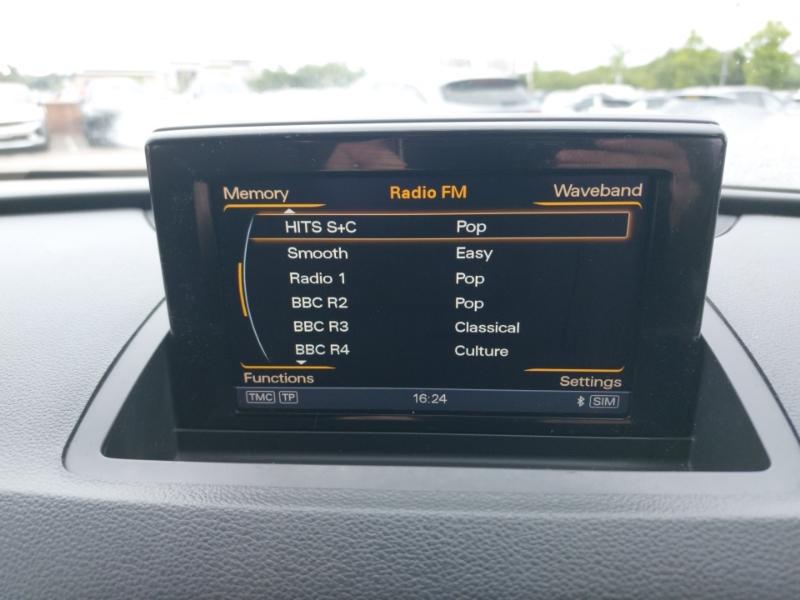 Memory Radio FM Waveband
HITS S+C Pop
Smooth Easy
Radio 1 Pop
BBC R2 Pop
BBC R3 Classical
BBC R4 Culture
Functions Settings
TMC TP 16:24 SIM